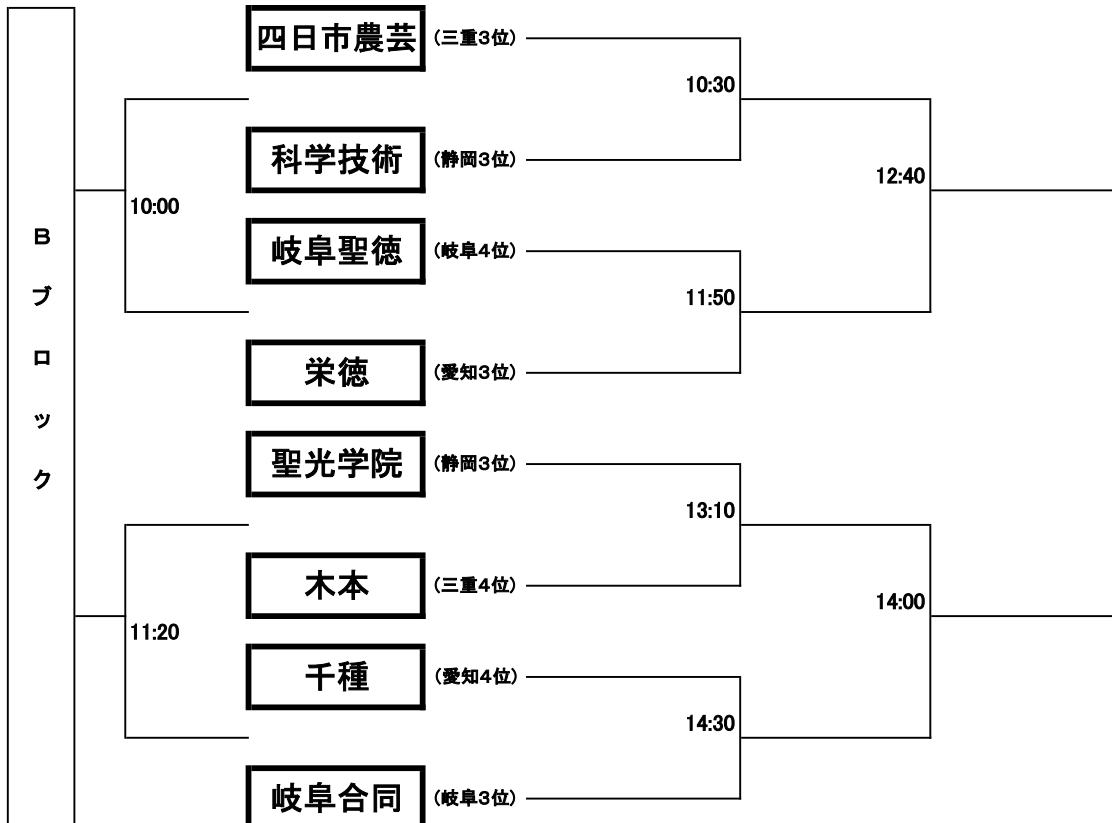 Bブロック
四日市農芸 (三重3位)
10:30
科学技術 (静岡3位)
12:40
10:00
岐阜聖徳 (岐阜4位)
11:50
栄徳 (愛知3位)
聖光学院 (静岡3位)
13:10
木本 (三重4位)
14:00
11:20
千種 (愛知4位)
14:30
岐阜合同 (岐阜3位)